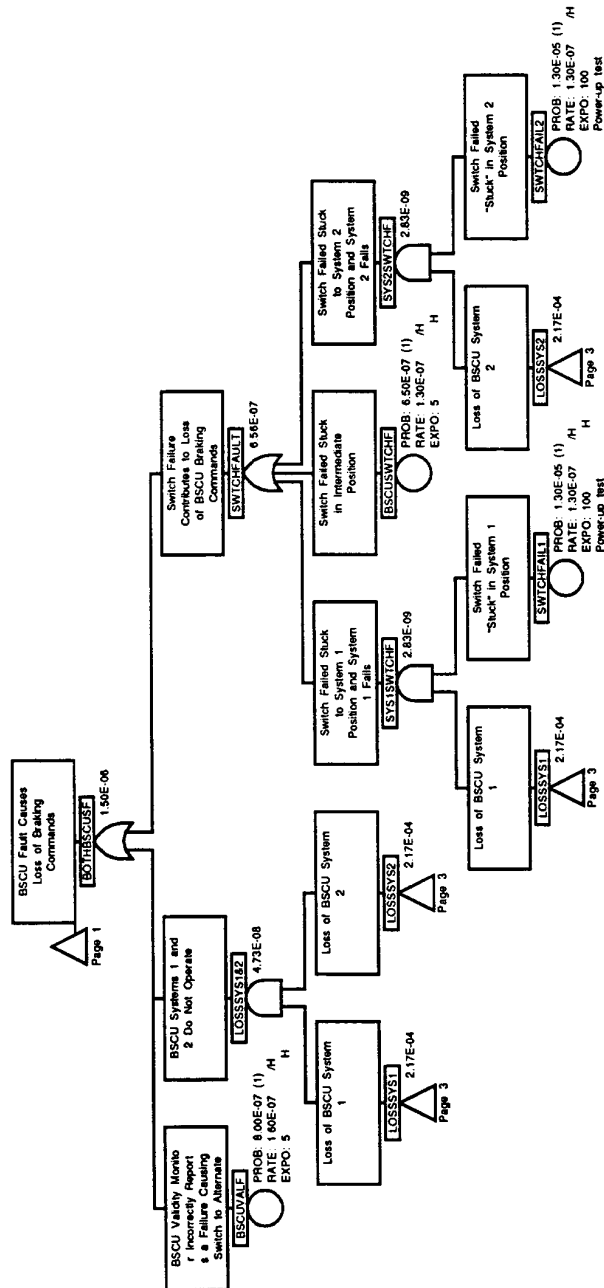 BSCU Fault Causes
Loss of Braking
Commands
BOTHBSCUSF
1.50E-06
Page 1
BSCU Validity Monito
r Incorrectly Report
s a Failure Causing
Switch to Alternate
BSCUVALF
PROB: 8.00E-07 (1)
RATE: 1.60E-07 /H
EXPO: 5 H
BSCU Systems 1 and
2 Do Not Operate
LOSSSYS1&2
4.73E-08
Switch Failure
Contributes to Loss
of BSCU Braking
Commands
SWTCHFAULT
6.56E-07
Loss of BSCU System
1
LOSSSYS1
2.17E-04
Page 3
Loss of BSCU System
2
LOSSSYS2
2.17E-04
Page 3
Switch Failed Stuck
to System 1
Position and System
1 Fails
SYS1SWTCHF
2.83E-09
Switch Failed Stuck
in Intermediate
Position
BSCUSWTCHF
PROB: 6.50E-07 (1)
RATE: 1.30E-07 /H
EXPO: 5 H
Switch Failed Stuck
to System 2
Position and System
2 Fails
SYS2SWTCHF
2.83E-09
Loss of BSCU System
1
LOSSSYS1
2.17E-04
Page 3
Switch Failed
"Stuck" in System 1
Position
SWTCHFAIL1
PROB: 1.30E-05 (1)
RATE: 1.30E-07 /H
EXPO: 100 H
Power-up test
Loss of BSCU System
2
LOSSSYS2
2.17E-04
Page 3
Switch Failed
"Stuck" in System 2
Position
SWTCHFAIL2
PROB: 1.30E-05 (1)
RATE: 1.30E-07 /H
EXPO: 100
Power-up test